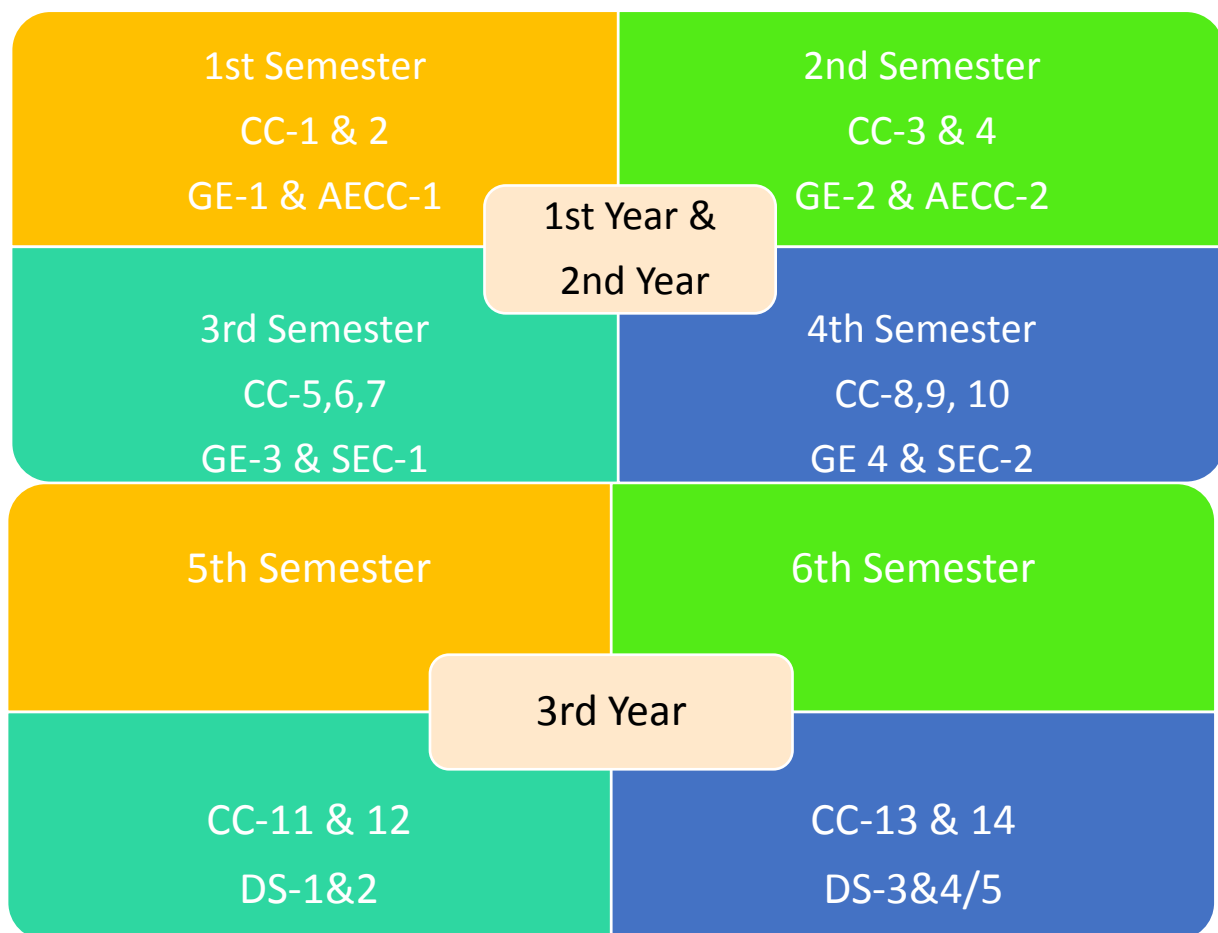 1st Semester
CC-1 & 2
GE-1 & AECC-1
2nd Semester
CC-3 & 4
GE-2 & AECC-2
1st Year &
2nd Year
3rd Semester
CC-5,6,7
GE-3 & SEC-1
4th Semester
CC-8,9, 10
GE 4 & SEC-2
5th Semester
6th Semester
3rd Year
CC-11 & 12
DS-1&2
CC-13 & 14
DS-3&4/5